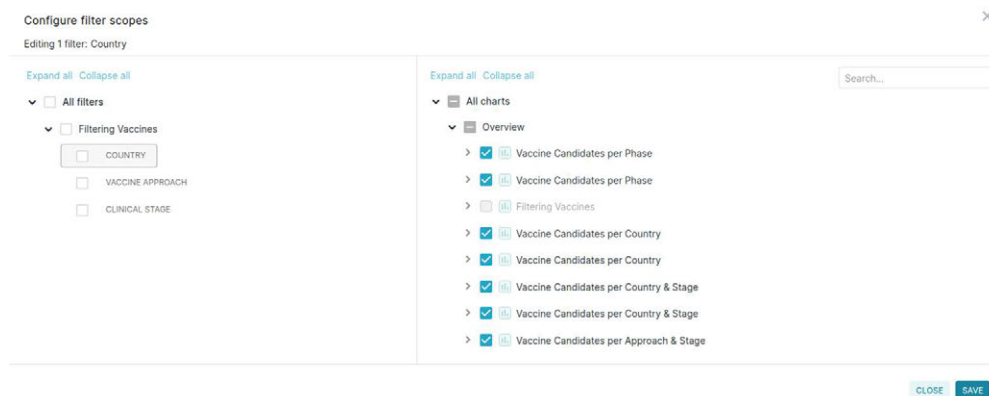 Configure filter scopes
Editing 1 filter: Country
Expand all Collapse all
All filters
Filtering Vaccines
COUNTRY
VACCINE APPROACH
CLINICAL STAGE
Expand all Collapse all
Search...
All charts
Overview
Vaccine Candidates per Phase
Vaccine Candidates per Phase
Filtering Vaccines
Vaccine Candidates per Country
Vaccine Candidates per Country
Vaccine Candidates per Country & Stage
Vaccine Candidates per Country & Stage
Vaccine Candidates per Approach & Stage
CLOSE SAVE